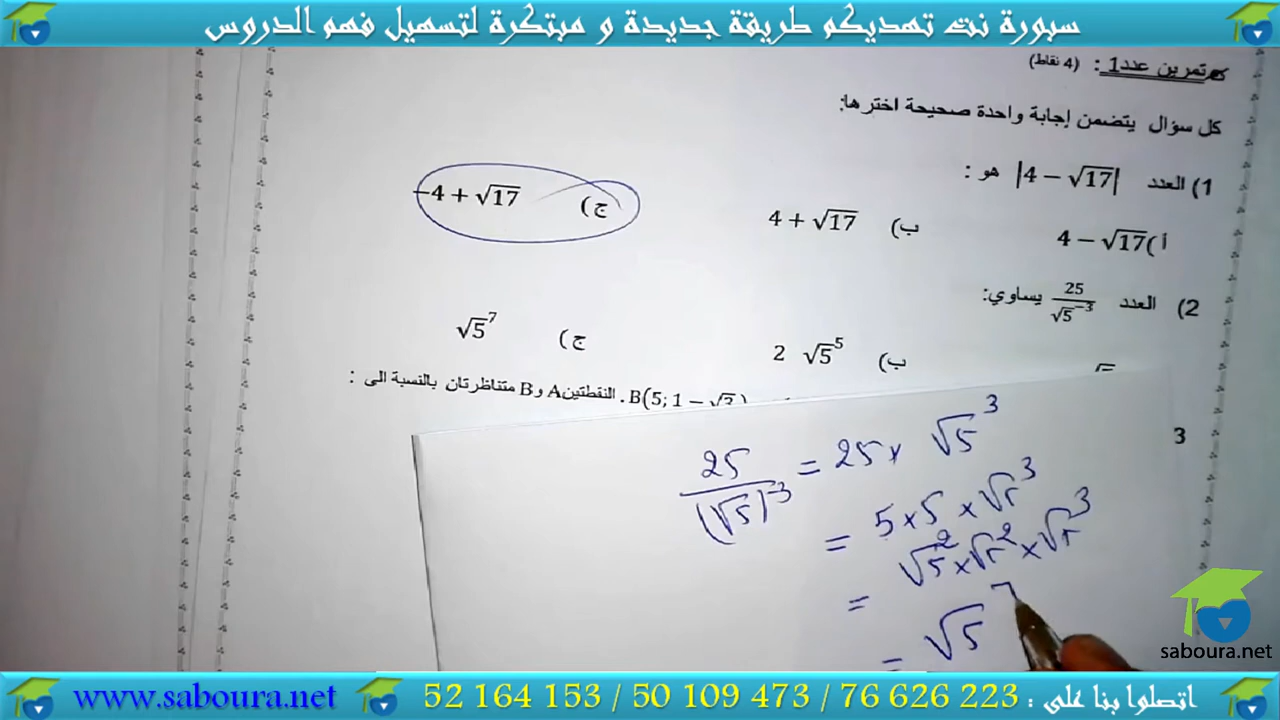 سبورة نت تهديكم طريقة جديدة و مبتكرة لتسهيل فهم الدروس
تمرين عدد1 : (4 نقاط)
كل سؤال يتضمن إجابة واحدة صحيحة اخترها:
1) العدد |4 − √17| هو :
أ) 4 − √17 ب) 4 + √17 ج) −4 + √17
2) العدد 25/√5⁻³ يساوي:
ب) 2 √5⁵ ج) √5⁷
3
B(5; 1 − √2) . النقطتين A و B متناظرتان بالنسبة الى :
25/(√5)⁻³ = 25 × √5³
= 5 × 5 × √5³
= √5² × √5² × √5³
= √5⁷
saboura.net
www.saboura.net اتصلوا بنا على : 52 164 153 / 50 109 473 / 76 626 223